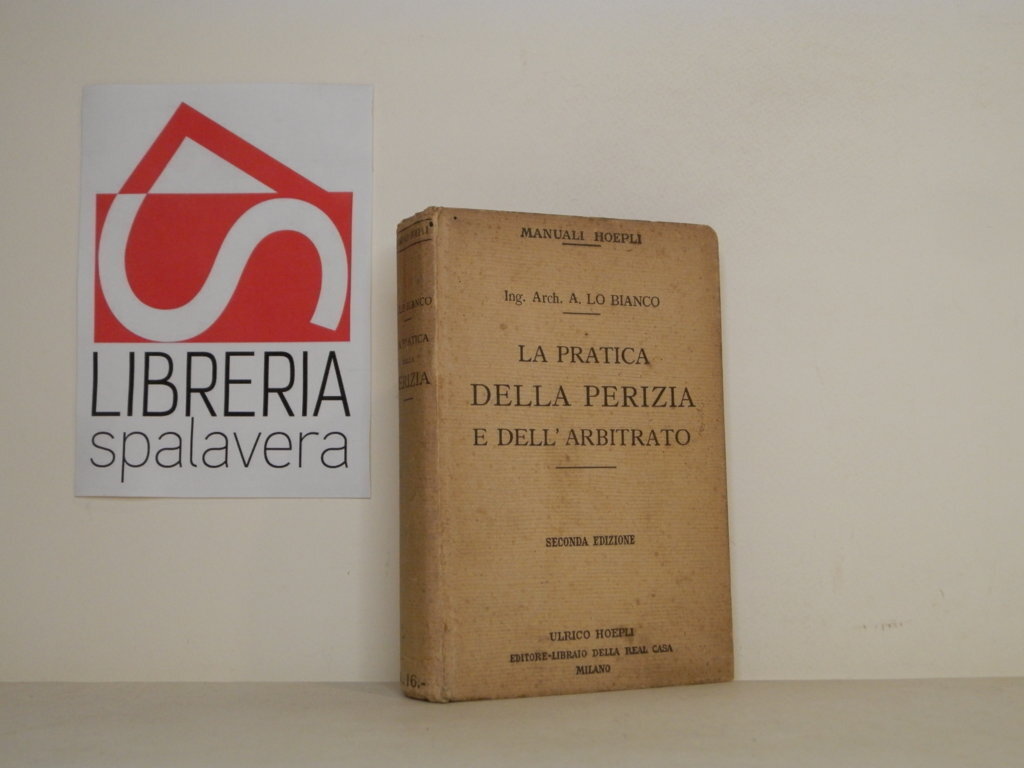 LIBRERIA
spalavera
MANUALI HOEPLI
Ing. Arch. A. LO BIANCO
LA PRATICA
DELLA PERIZIA
E DELL'ARBITRATO
SECONDA EDIZIONE
ULRICO HOEPLI
EDITORE-LIBRAIO DELLA REAL CASA
MILANO
HOEPLI
LO BIANCO
PRATICA
DELLA
PERIZIA
16.-